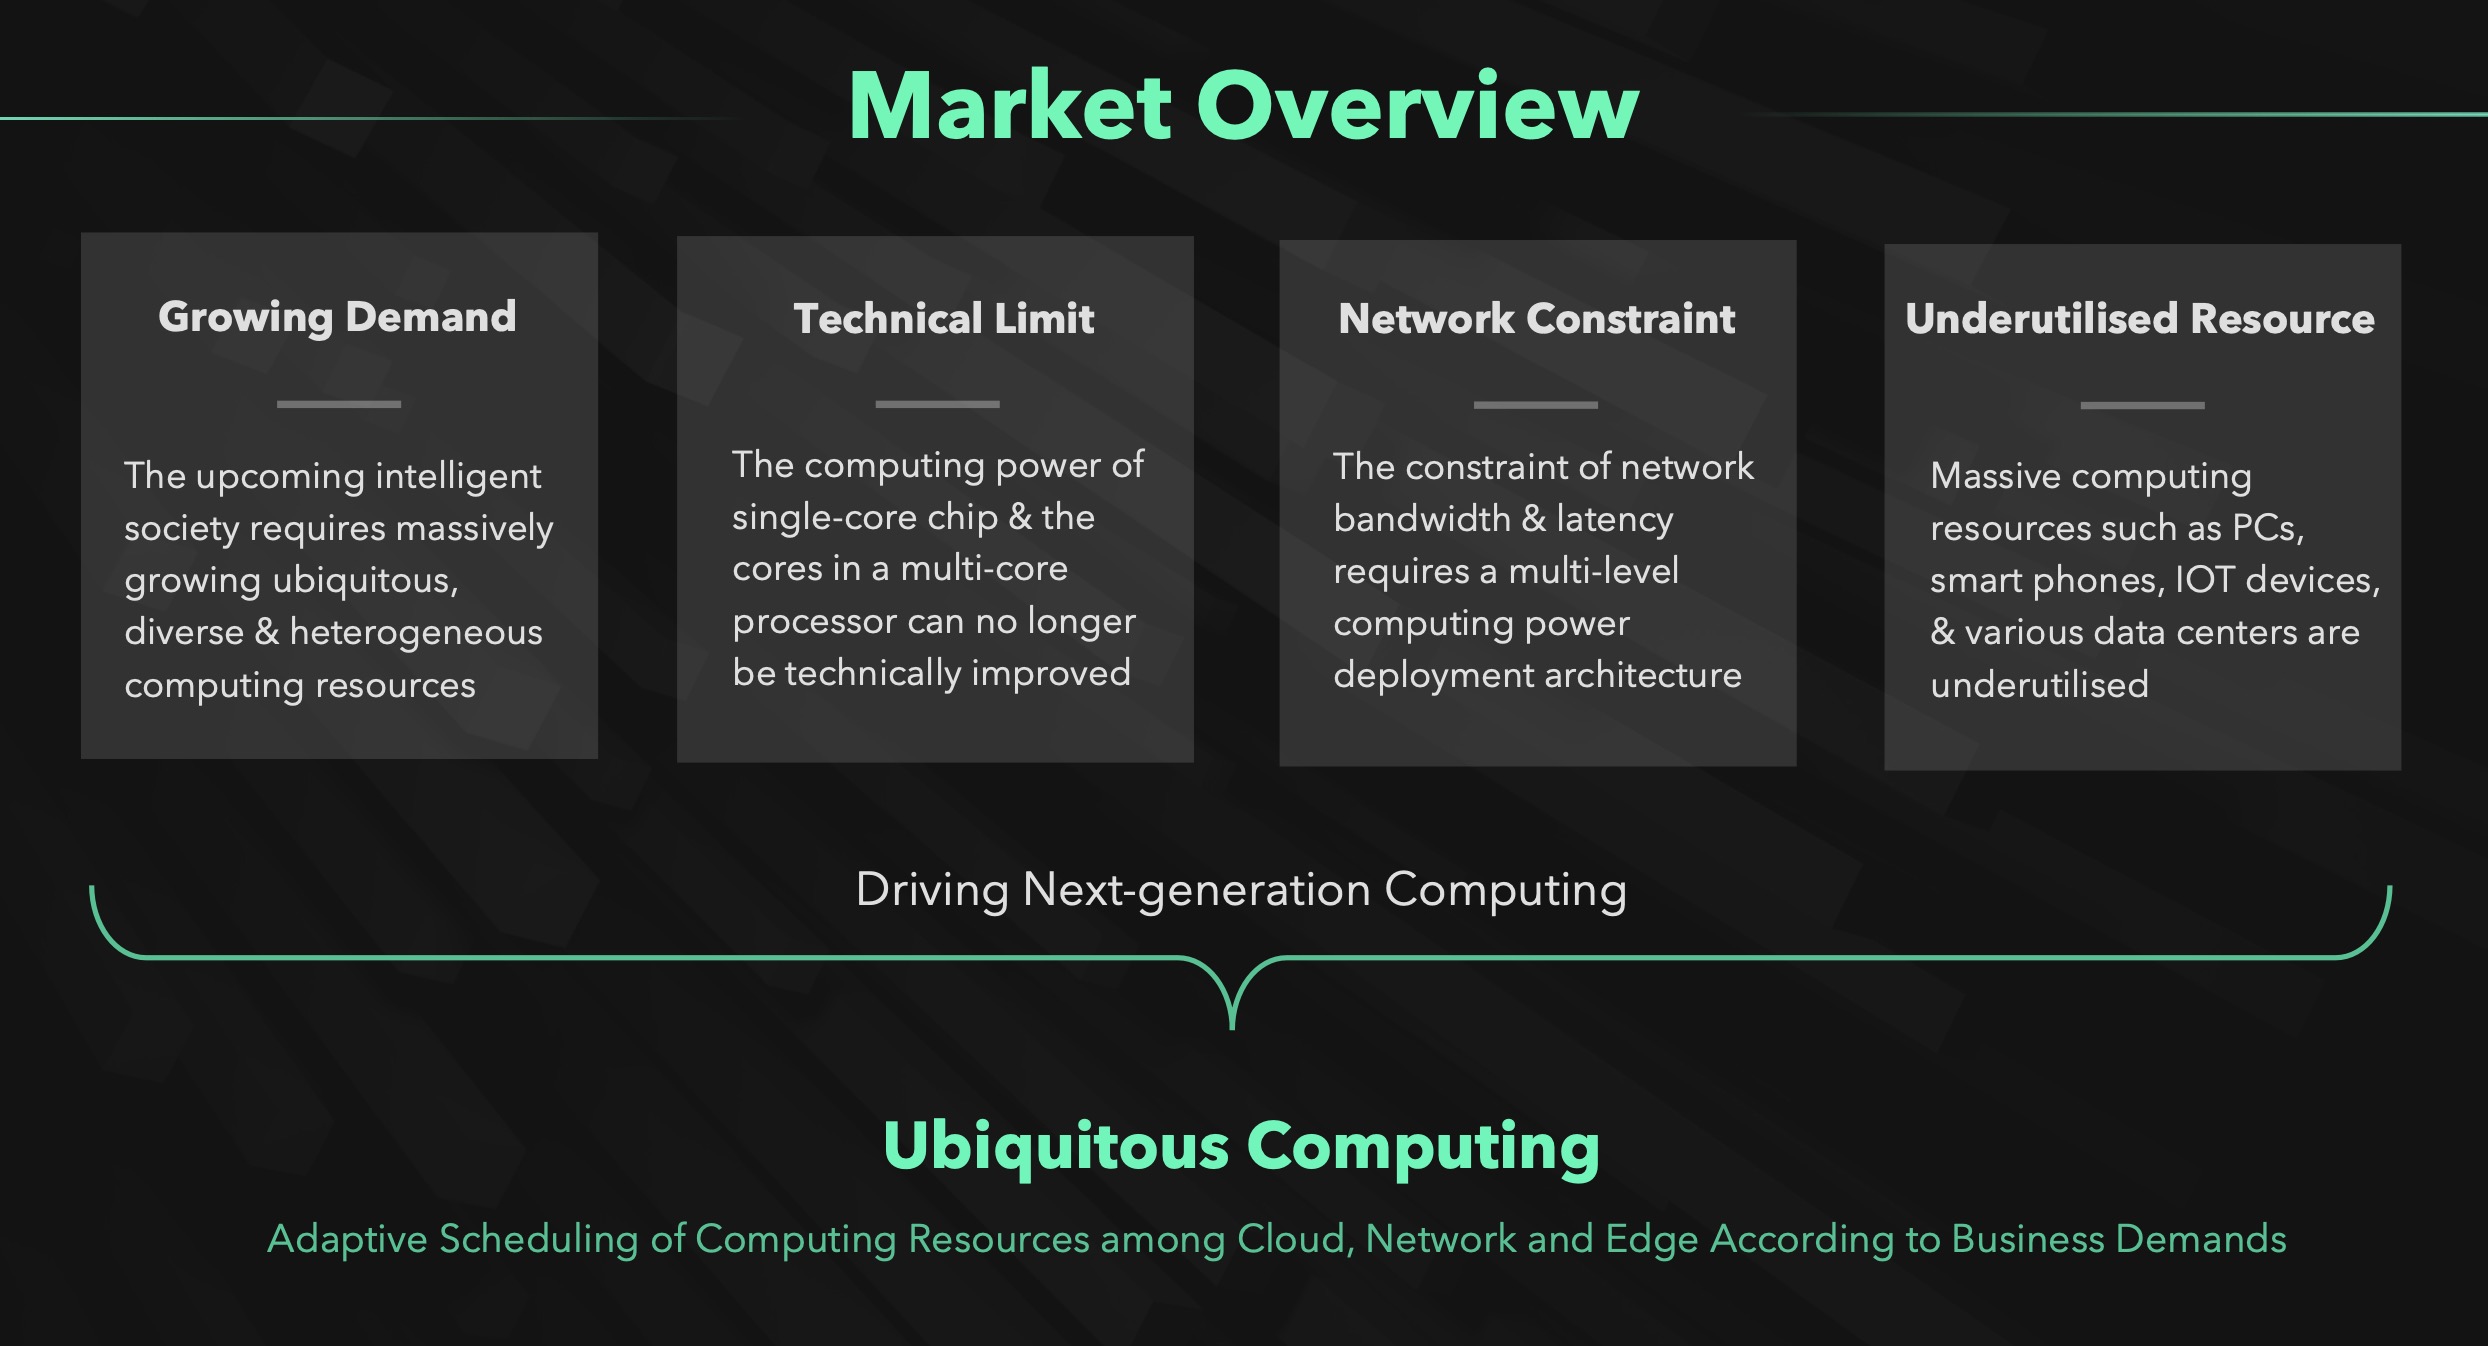 Market Overview
Growing Demand
The upcoming intelligent
society requires massively
growing ubiquitous,
diverse & heterogeneous
computing resources
Technical Limit
The computing power of
single-core chip & the
cores in a multi-core
processor can no longer
be technically improved
Network Constraint
The constraint of network
bandwidth & latency
requires a multi-level
computing power
deployment architecture
Underutilised Resource
Massive computing
resources such as PCs,
smart phones, IOT devices,
& various data centers are
underutilised
Driving Next-generation Computing
Ubiquitous Computing
Adaptive Scheduling of Computing Resources among Cloud, Network and Edge According to Business Demands